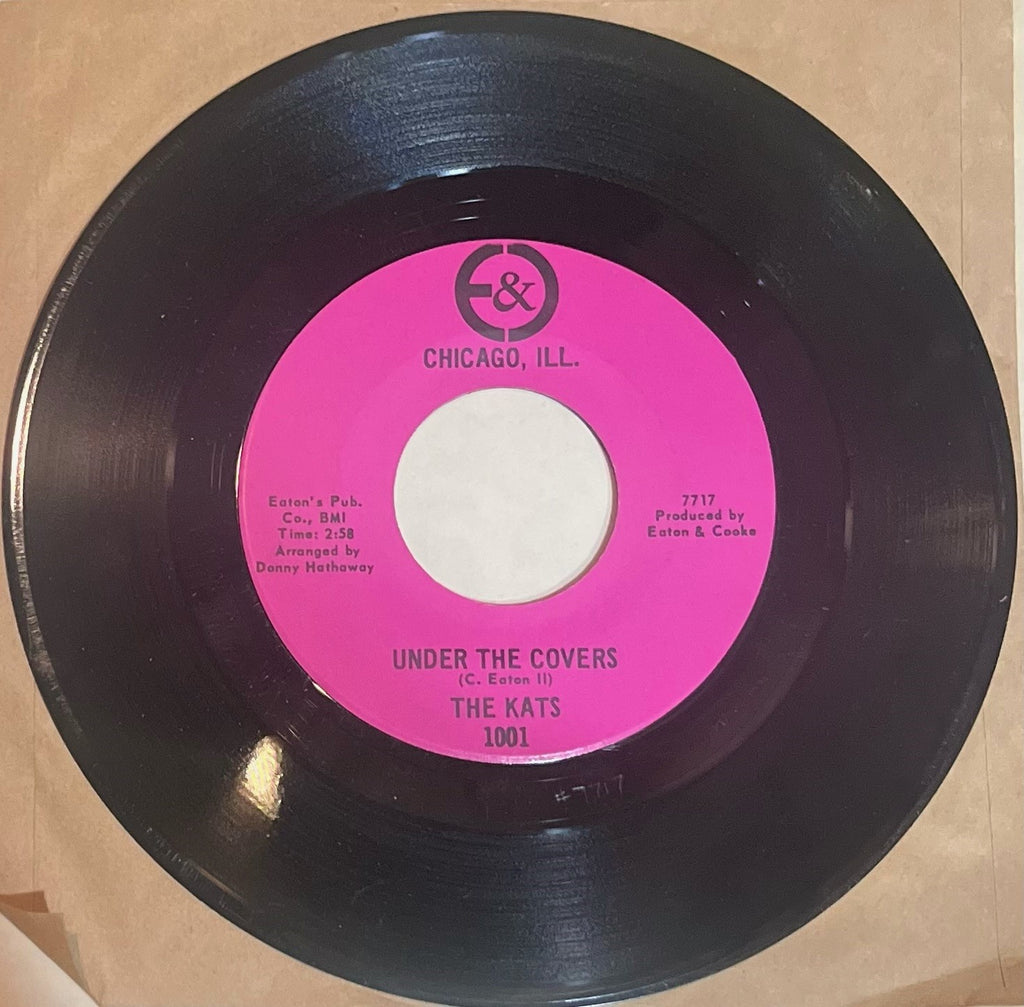 E&C
CHICAGO, ILL.
Eaton's Pub.
Co., BMI
Time: 2:58
Arranged by
Donny Hathaway
7717
Produced by
Eaton & Cooke
UNDER THE COVERS
(C. Eaton II)
THE KATS
1001
#7717